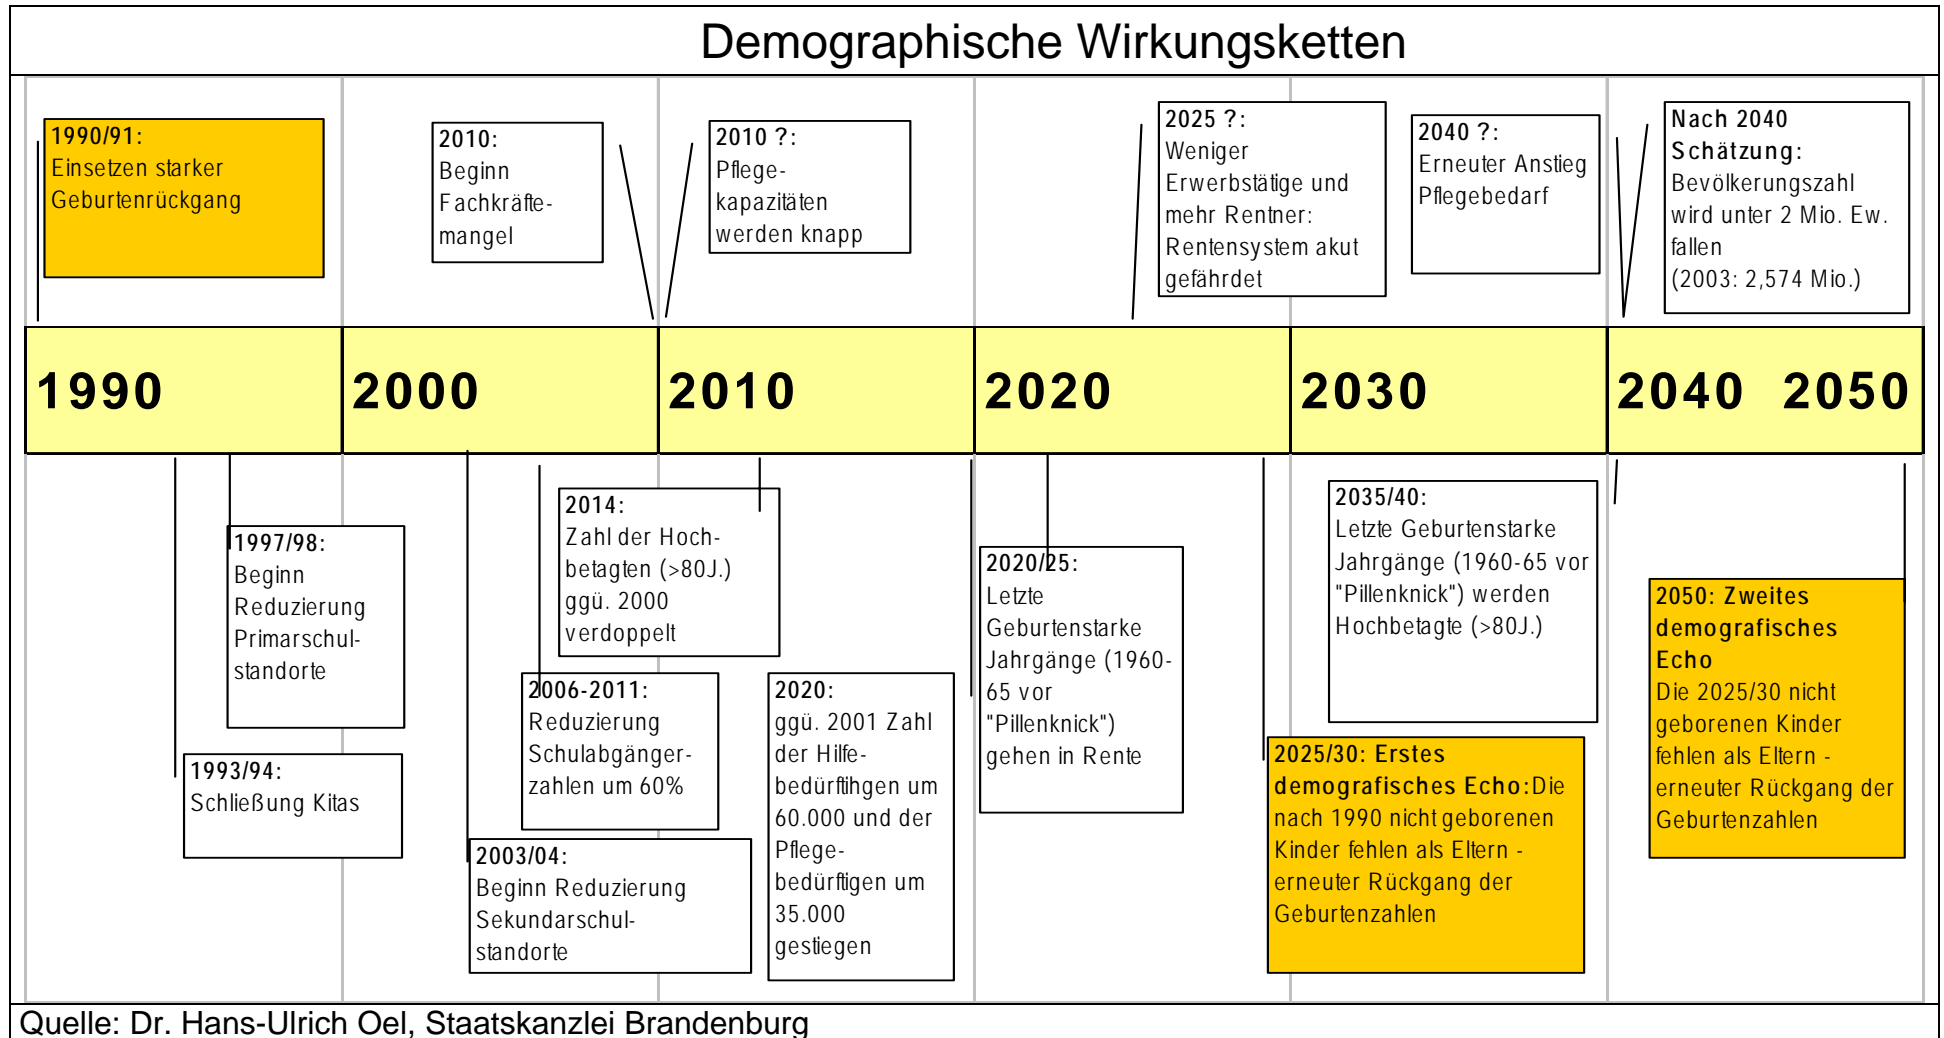 Demographische Wirkungsketten
1990/91:
Einsetzen starker
Geburtenrückgang
2010:
Beginn
Fachkräfte-
mangel
2010 ?:
Pflege-
kapazitäten
werden knapp
2025 ?:
Weniger
Erwerbstätige und
mehr Rentner:
Rentensystem akut
gefährdet
2040 ?:
Erneuter Anstieg
Pflegebedarf
Nach 2040
Schätzung:
Bevölkerungszahl
wird unter 2 Mio. Ew.
fallen
(2003: 2,574 Mio.)
1990
2000
2010
2020
2030
2040 2050
1997/98:
Beginn
Reduzierung
Primarschul-
standorte
1993/94:
Schließung Kitas
2014:
Zahl der Hoch-
betagten (>80J.)
ggü. 2000
verdoppelt
2006-2011:
Reduzierung
Schulabgänger-
zahlen um 60%
2003/04:
Beginn Reduzierung
Sekundarschul-
standorte
2020:
ggü. 2001 Zahl
der Hilfe-
bedürftihgen um
60.000 und der
Pflege-
bedürftigen um
35.000
gestiegen
2020/25:
Letzte
Geburtenstarke
Jahrgänge (1960-
65 vor
"Pillenknick")
gehen in Rente
2035/40:
Letzte Geburtenstarke
Jahrgänge (1960-65 vor
"Pillenknick") werden
Hochbetagte (>80J.)
2025/30: Erstes
demografisches Echo:Die
nach 1990 nicht geborenen
Kinder fehlen als Eltern -
erneuter Rückgang der
Geburtenzahlen
2050: Zweites
demografisches
Echo
Die 2025/30 nicht
geborenen Kinder
fehlen als Eltern -
erneuter Rückgang der
Geburtenzahlen
Quelle: Dr. Hans-Ulrich Oel, Staatskanzlei Brandenburg